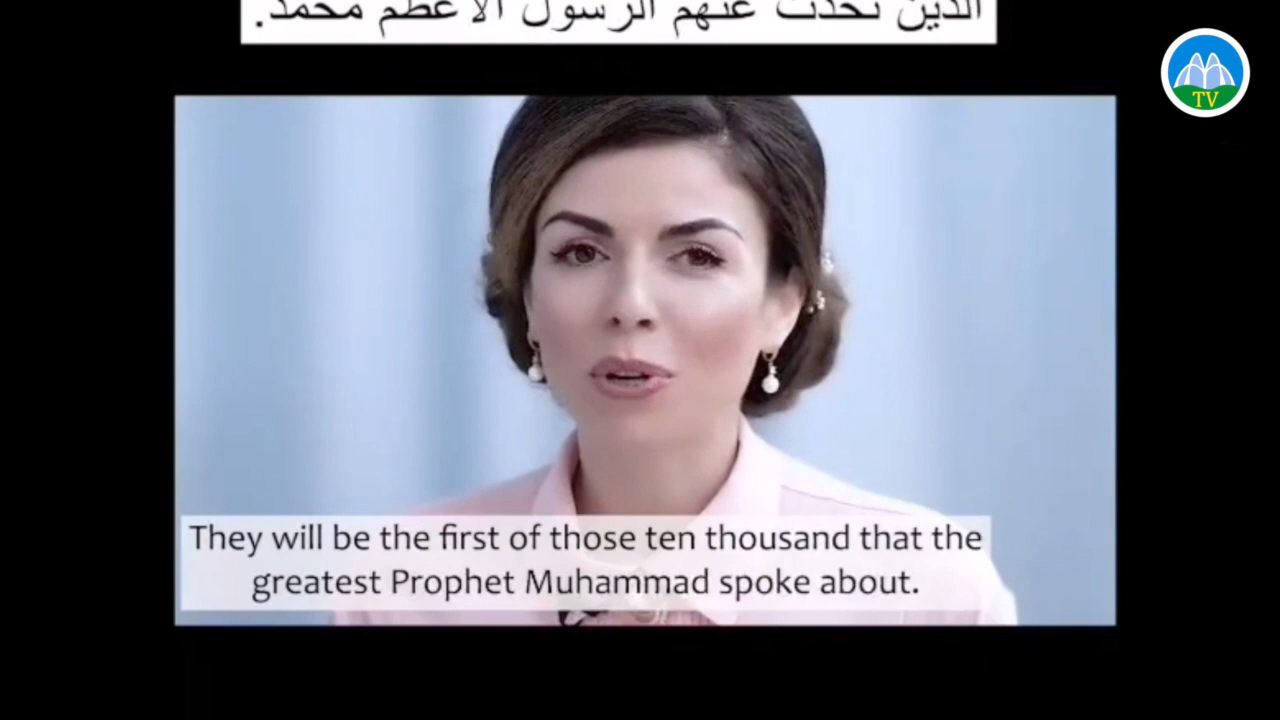 الذين تحدث عنهم الرسول الأعظم محمد.
TV
They will be the first of those ten thousand that the
greatest Prophet Muhammad spoke about.